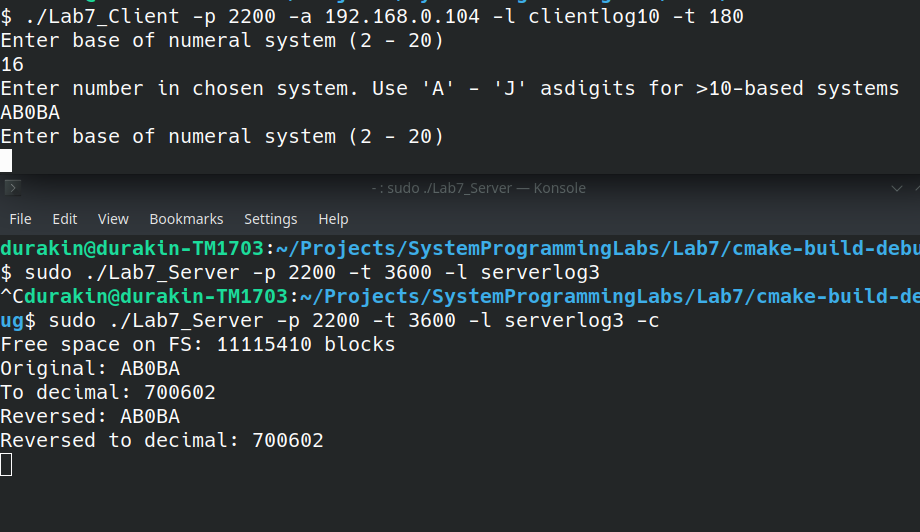 $ ./Lab7_Client -p 2200 -a 192.168.0.104 -l clientlog10 -t 180
Enter base of numeral system (2 - 20)
16
Enter number in chosen system. Use 'A' - 'J' asdigits for >10-based systems
AB0BA
Enter base of numeral system (2 - 20)
- : sudo ./Lab7_Server — Konsole
File Edit View Bookmarks Settings Help
durakin@durakin-TM1703:~/Projects/SystemProgrammingLabs/Lab7/cmake-build-debu
$ sudo ./Lab7_Server -p 2200 -t 3600 -l serverlog3
^Cdurakin@durakin-TM1703:~/Projects/SystemProgrammingLabs/Lab7/cmake-build-de
ug$ sudo ./Lab7_Server -p 2200 -t 3600 -l serverlog3 -c
Free space on FS: 11115410 blocks
Original: AB0BA
To decimal: 700602
Reversed: AB0BA
Reversed to decimal: 700602